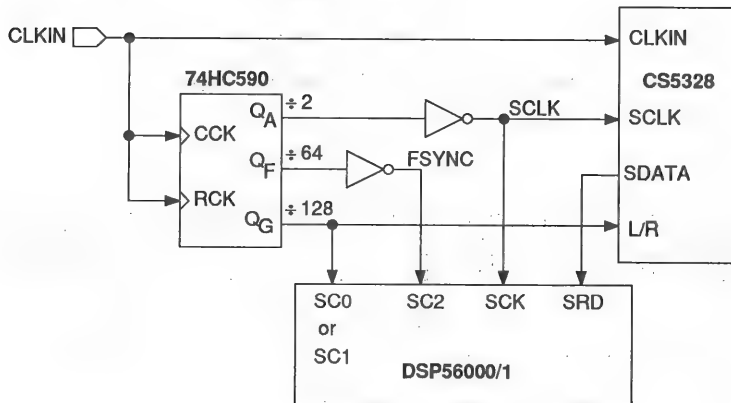 CLKIN
CLKIN
74HC590
CS5328
QA ÷2
SCLK
SCLK
CCK
QF ÷64
FSYNC
SDATA
RCK
QG ÷128
L/R
SC0
or
SC1
SC2
SCK
SRD
DSP56000/1